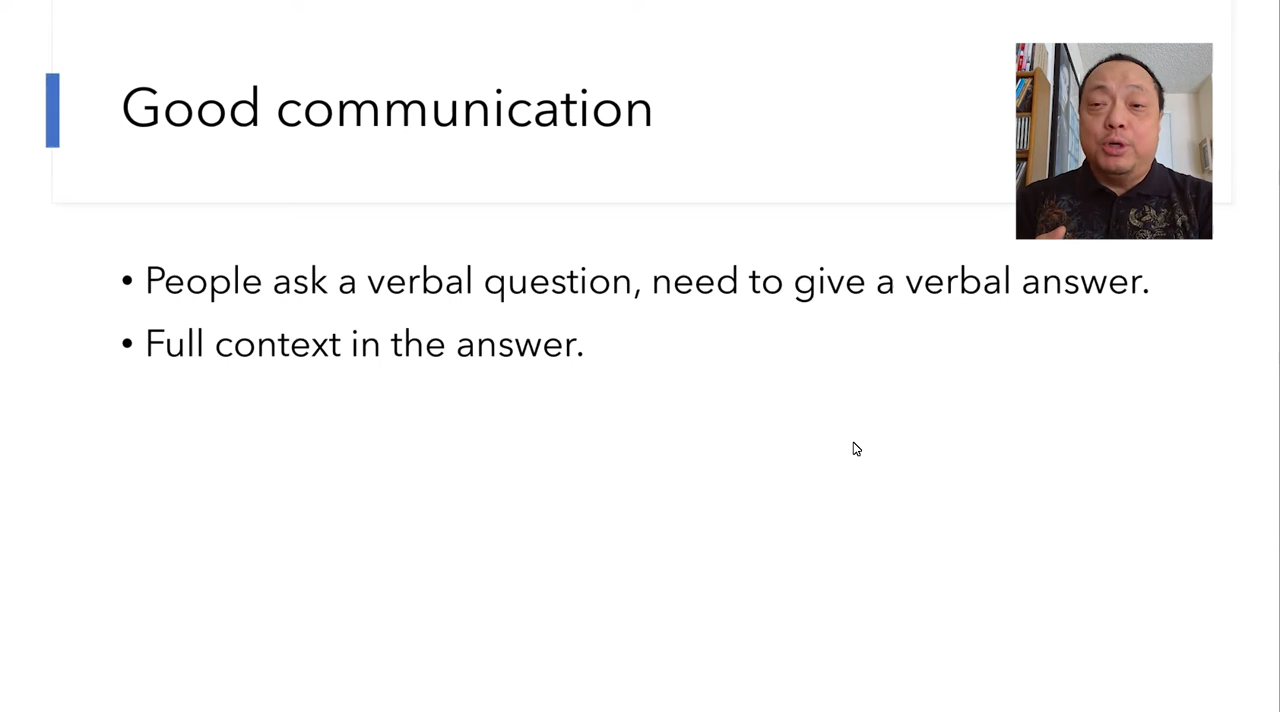 Good communication
• People ask a verbal question, need to give a verbal answer.
• Full context in the answer.